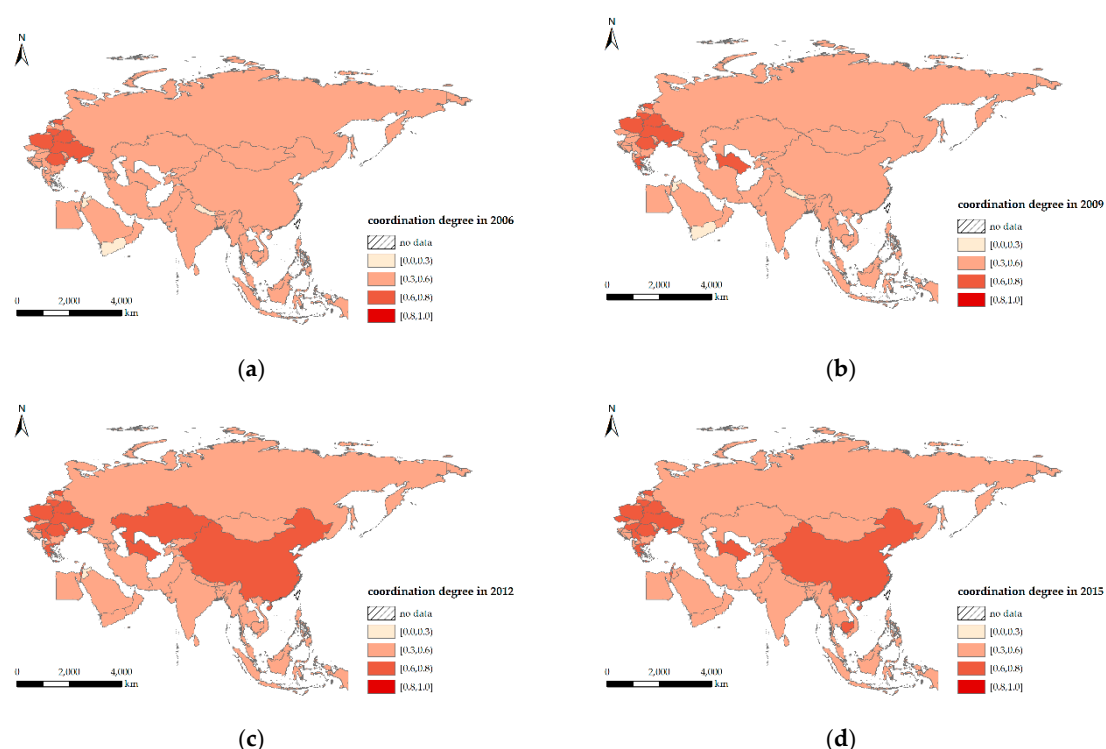 N
coordination degree in 2006
no data
[0.0,0.3)
[0.3,0.6)
[0.6,0.8)
[0.8,1.0]
0 2,000 4,000
km
(a)
N
coordination degree in 2009
no data
[0.0,0.3)
[0.3,0.6)
[0.6,0.8)
[0.8,1.0]
0 2,000 4,000
km
(b)
N
coordination degree in 2012
no data
[0.0,0.3)
[0.3,0.6)
[0.6,0.8)
[0.8,1.0]
0 2,000 4,000
km
(c)
N
coordination degree in 2015
no data
[0.0,0.3)
[0.3,0.6)
[0.6,0.8)
[0.8,1.0]
0 2,000 4,000
km
(d)